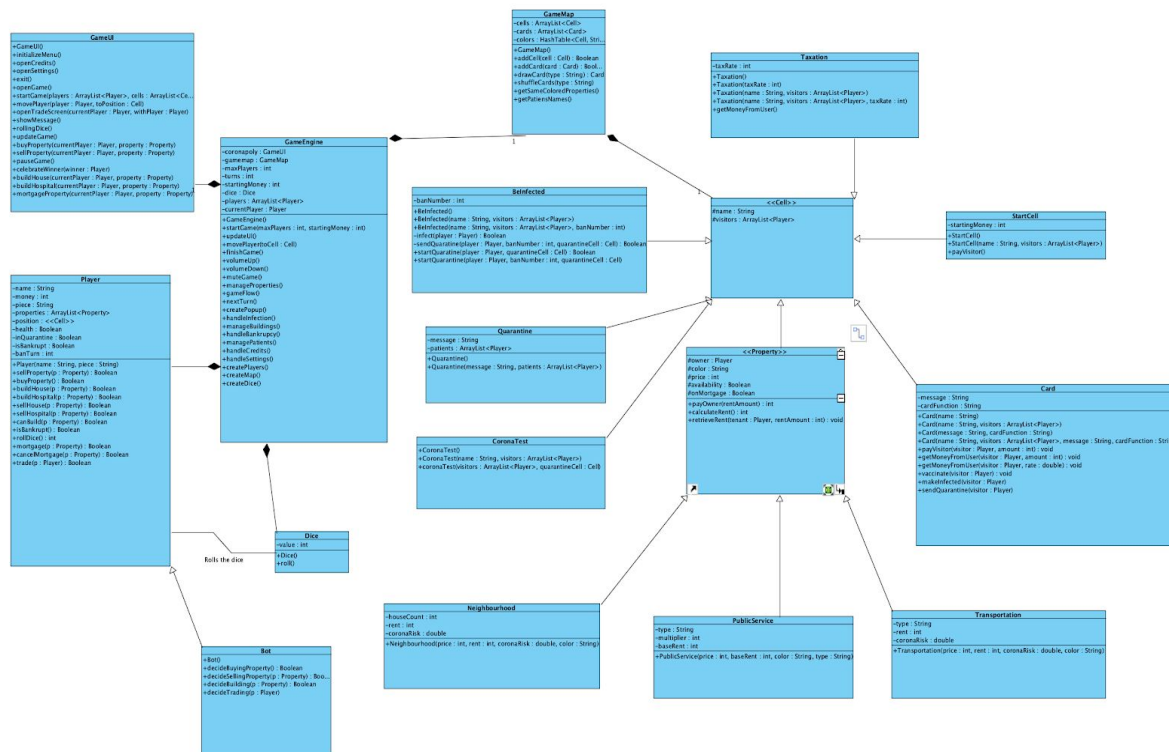 GameUI
+GameUI()
+initializeMenu()
+openCredits()
+openSettings()
+exit()
+openGame()
+startGame(players : ArrayList<Player>, cells : ArrayList<Ce...
+movePlayer(player : Player, toPosition : Cell)
+openTradeScreen(currentPlayer : Player, withPlayer : Player)
+showMessage()
+rollingDice()
+updateGame()
+buyProperty(currentPlayer : Player, property : Property)
+sellProperty(currentPlayer : Player, property : Property)
+pauseGame()
+celebrateWinner(winner : Player)
+buildHouse(currentPlayer : Player, property : Property)
+buildHospital(currentPlayer : Player, property : Property)
+mortgageProperty(currentPlayer : Player, property : Property)
GameEngine
-coronapoly : GameUI
-gamemap : GameMap
-maxPlayers : int
-turns : int
-startingMoney : int
-dice : Dice
-players : ArrayList<Player>
-currentPlayer : Player
+GameEngine()
+startGame(maxPlayers : int, startingMoney : int)
+updateUI()
+movePlayer(toCell : Cell)
+finishGame()
+volumeUp()
+volumeDown()
+muteGame()
+manageProperties()
+gameFlow()
+nextTurn()
+createPopup()
+handleInfection()
+manageBuildings()
+handleBankrupcy()
+managePatients()
+handleCredits()
+handleSettings()
+createPlayers()
+createMap()
+createDice()
GameMap
-cells : ArrayList<Cell>
-cards : ArrayList<Card>
-colors : HashTable<Cell, Stri...
+GameMap()
+addCell(cell : Cell) : Boolean
+addCard(card : Card) : Bool...
+drawCard(type : String) : Card
+shuffleCards(type : String)
+getSameColoredProperties()
+getPatiensNames()
1
1
Taxation
-taxRate : int
+Taxation()
+Taxation(taxRate : int)
+Taxation(name : String, visitors : ArrayList<Player>)
+Taxation(name : String, visitors : ArrayList<Player>, taxRate : int)
+getMoneyFromUser()
BeInfected
-banNumber : int
+BeInfected()
+BeInfected(name : String, visitors : ArrayList<Player>)
+BeInfected(name : String, visitors : ArrayList<Player>, banNumber : int)
-infect(player : Player) : Boolean
-sendQuaratine(player : Player, banNumber : int, quarantineCell : Cell) : Boolean
+startQuarantine(player : Player, quarantineCell : Cell) : Boolean
+startQuarantine(player : Player, banNumber : int, quarantineCell : Cell)
<<Cell>>
#name : String
#visitors : ArrayList<Player>
StartCell
-startingMoney : int
+StartCell()
+StartCell(name : String, visitors : ArrayList<Player>)
+payVisitor()
Player
-name : String
-money : int
-piece : String
-properties : ArrayList<Property>
-position : <<Cell>>
-health : Boolean
-inQuarantine : Boolean
-isBankrupt : Boolean
-banTurn : int
+Player(name : String, piece : String)
+sellProperty(p : Property) : Boolean
+buyProperty() : Boolean
+buildHouse(p : Property) : Boolean
+buildHospital(p : Property) : Boolean
+sellHouse(p : Property) : Boolean
+sellHospital(p : Property) : Boolean
+canBuild(p : Property) : Boolean
+isBankrupt() : Boolean
+rollDice() : int
+mortgage(p : Property) : Boolean
+cancelMortgage(p : Property) : Boolean
+trade(p : Player) : Boolean
Quarantine
-message : String
-patients : ArrayList<Player>
+Quarantine()
+Quarantine(message : String, patients : ArrayList<Player>)
<<Property>>
#owner : Player
#color : String
#price : int
#availability : Boolean
#onMortgage : Boolean
+payOwner(rentAmount) : int
+calculateRent() : int
+retrieveRent(tenant : Player, rentAmount : int) : void
Card
-message : String
-cardFunction : String
+Card(name : String)
+Card(name : String, visitors : ArrayList<Player>)
+Card(message : String, cardFunction : String)
+Card(name : String, visitors : ArrayList<Player>, message : String, cardFunction : Stri
+payVisitor(visitor : Player, amount : int) : void
+getMoneyFromUser(visitor : Player, amount : int) : void
+getMoneyFromUser(visitor : Player, rate : double) : void
+vaccinate(visitor : Player) : void
+makeInfected(visitor : Player)
+sendQuarantine(visitor : Player)
CoronaTest
+CoronaTest()
+CoronaTest(name : String, visitors : ArrayList<Player>)
+coronaTest(visitors : ArrayList<Player>, quarantineCell : Cell)
Dice
-value : int
+Dice()
+roll()
Rolls the dice
Neighbourhood
-houseCount : int
-rent : int
-coronaRisk : double
+Neighbourhood(price : int, rent : int, coronaRisk : double, color : String)
PublicService
-type : String
-multiplier : int
-baseRent : int
+PublicService(price : int, baseRent : int, color : String, type : String)
Transportation
-type : String
-rent : int
-coronaRisk : double
+Transportation(price : int, rent : int, coronaRisk : double, color : String)
Bot
+Bot()
+decideBuyingProperty() : Boolean
+decideSellingProperty(p : Property) : Boo...
+decideBuilding(p : Property) : Boolean
+decideTrading(p : Player)